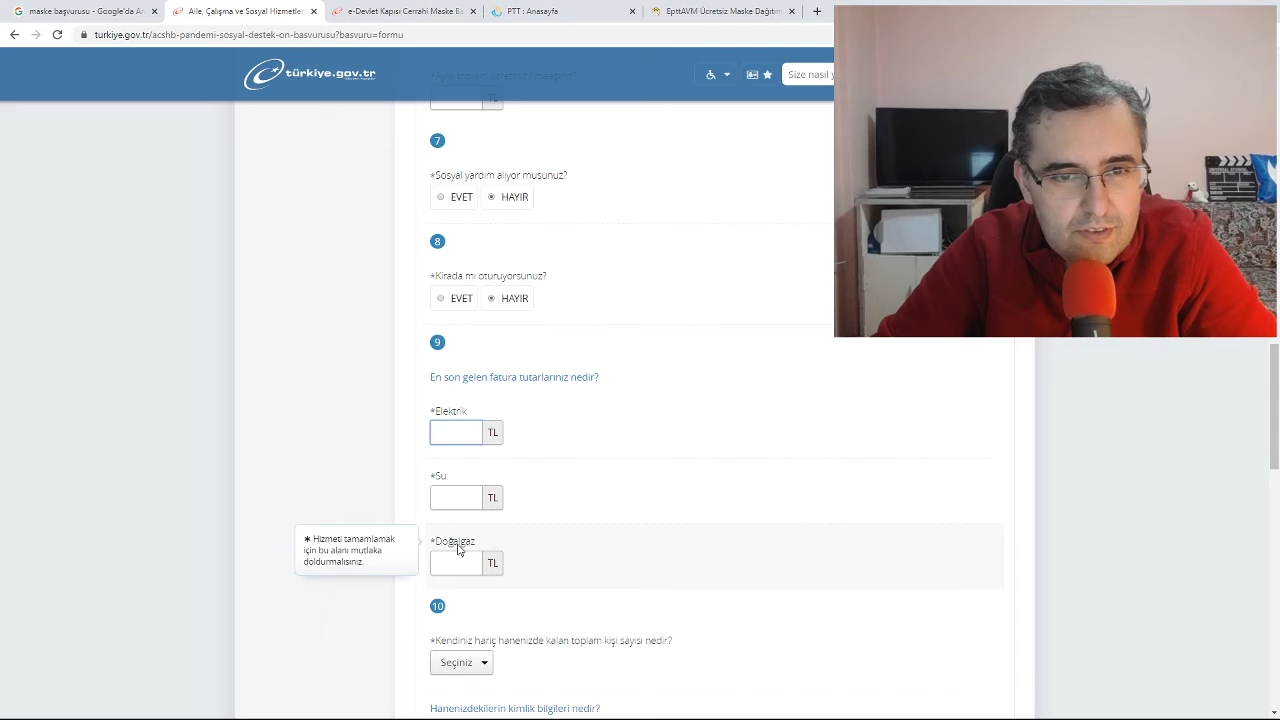 maske başvurusu - Google'da Ar
Aile, Çalışma ve Sosyal Hizmetler
e-Devlet Kapısı Cerrahi Maske Ba
PTT : Anasayfa
EpttAVM Ücretsiz Maske Dağıtım
turkiye.gov.tr/acshb-pandemi-sosyal-destek-on-basvurusu?basvuru=formu
türkiye.gov.tr
Size nasıl y
TL
7
*Sosyal yardım alıyor musunuz?
EVET HAYIR
8
*Kirada mı oturuyorsunuz?
EVET HAYIR
9
En son gelen fatura tutarlarınız nedir?
*Elektrik
TL
*Su
TL
* Hizmeti tamamlamak
için bu alanı mutlaka
doldurmalısınız.
*Doğalgaz
TL
10
*Kendiniz hariç hanenizde kalan toplam kişi sayısı nedir?
Seçiniz
Hanenizdekilerin kimlik bilgileri nedir?